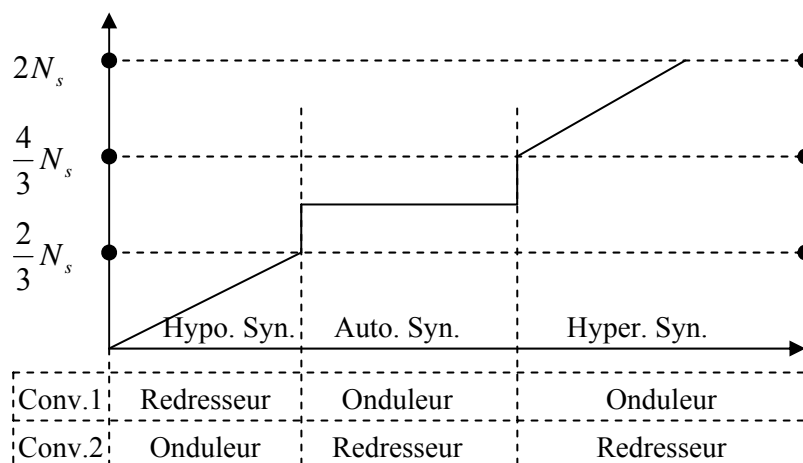 2N_s
4/3 N_s
2/3 N_s
Hypo. Syn. Auto. Syn. Hyper. Syn.
Conv.1 Redresseur Onduleur Onduleur
Conv.2 Onduleur Redresseur Redresseur